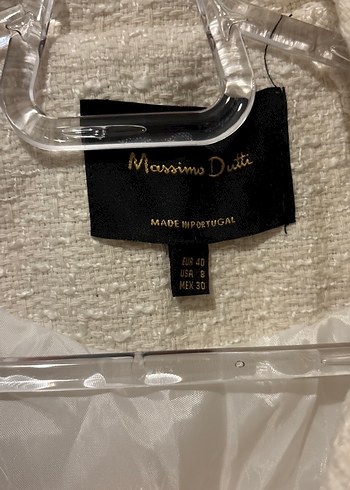 Massimo Dutti
MADE IN PORTUGAL
EUR 40
USA 8
MEX 30